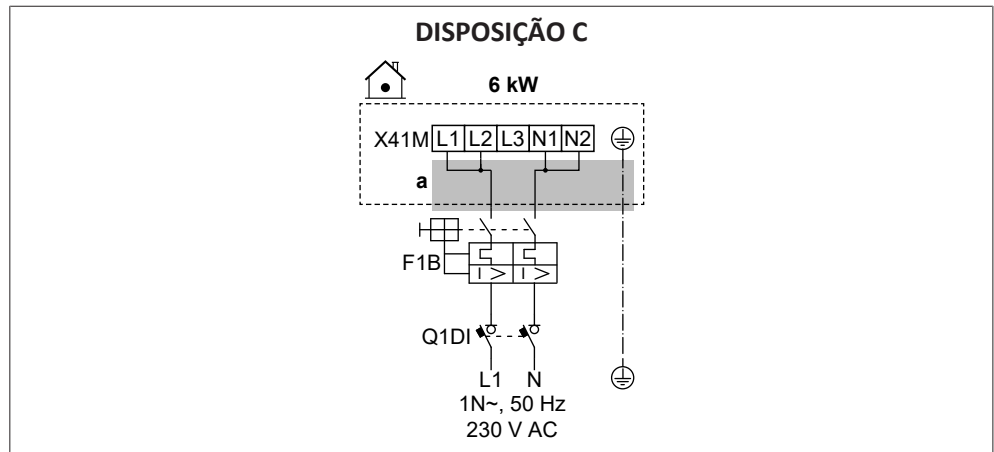 DISPOSIÇÃO C
6 kW
X41M L1 L2 L3 N1 N2
a
F1B
I > I >
Q1DI
L1 N
1N~, 50 Hz
230 V AC